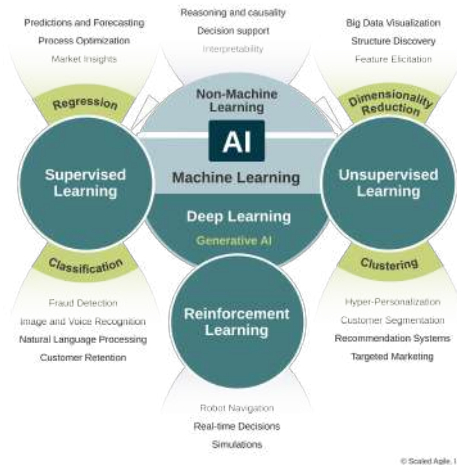 Predictions and Forecasting
Process Optimization
Market Insights
Regression
Supervised
Learning
Classification
Fraud Detection
Image and Voice Recognition
Natural Language Processing
Customer Retention
Reasoning and causality
Decision support
Interpretability
Non-Machine
Learning
AI
Machine Learning
Deep Learning
Generative AI
Reinforcement
Learning
Robot Navigation
Real-time Decisions
Simulations
Big Data Visualization
Structure Discovery
Feature Elicitation
Dimensionality
Reduction
Unsupervised
Learning
Clustering
Hyper-Personalization
Customer Segmentation
Recommendation Systems
Targeted Marketing
© Scaled Agile, I